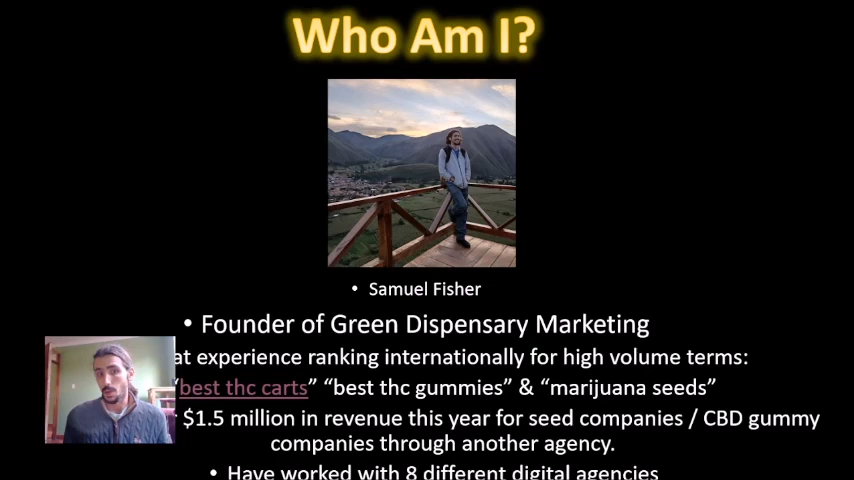 Who Am I?
• Samuel Fisher
• Founder of Green Dispensary Marketing
at experience ranking internationally for high volume terms:
“best thc carts” “best thc gummies” & “marijuana seeds”
$1.5 million in revenue this year for seed companies / CBD gummy
companies through another agency.
• Have worked with 8 different digital agencies